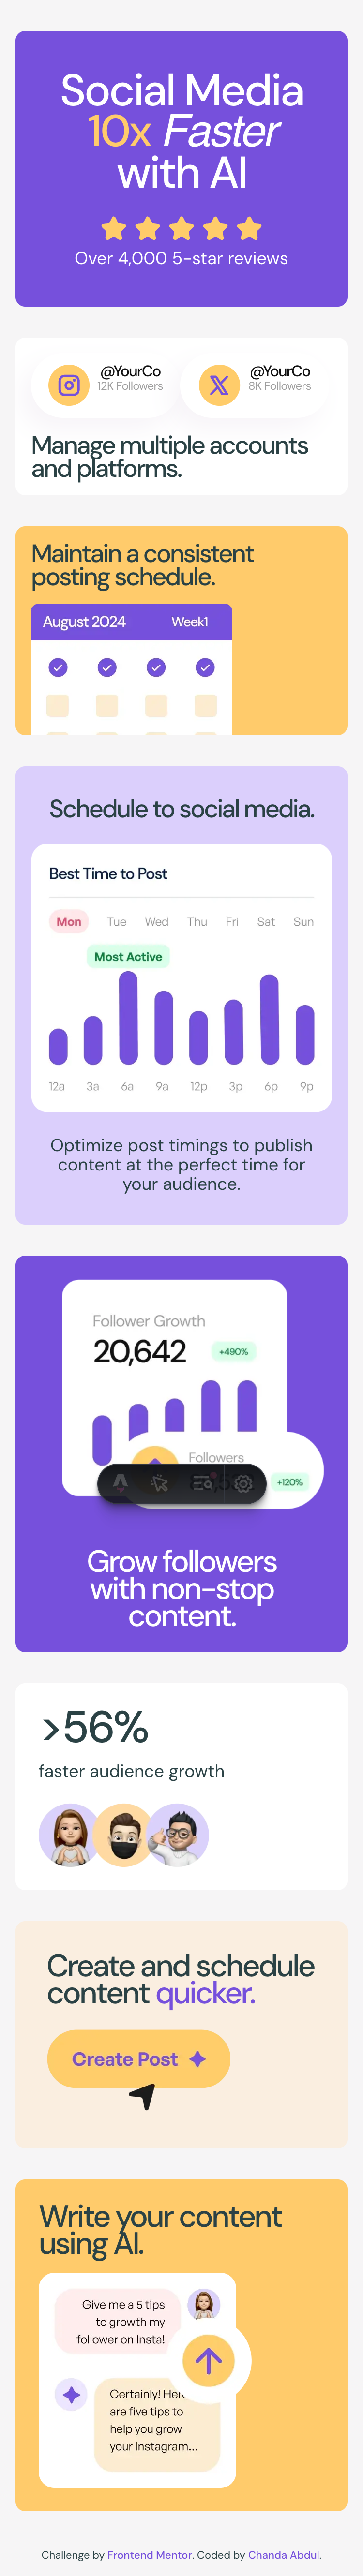 Social Media
10x Faster
with AI
Over 4,000 5-star reviews
@YourCo
12K Followers
@YourCo
8K Followers
Manage multiple accounts
and platforms.
Maintain a consistent
posting schedule.
August 2024
Week1
Schedule to social media.
Best Time to Post
Mon Tue Wed Thu Fri Sat Sun
Most Active
12a 3a 6a 9a 12p 3p 6p 9p
Optimize post timings to publish
content at the perfect time for
your audience.
Follower Growth
20,642
+490%
Followers
+120%
Grow followers
with non-stop
content.
>56%
faster audience growth
Create and schedule
content quicker.
Create Post
Write your content
using AI.
Give me a 5 tips
to growth my
follower on Insta!
Certainly!
are five tips to
help you grow
your Instagram...
Challenge by Frontend Mentor. Coded by Chanda Abdul.